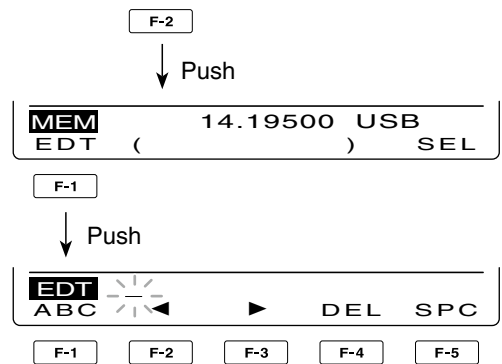 F-2
Push
MEM 14.19500 USB
EDT ( ) SEL
F-1
Push
EDT _
ABC ◄ ► DEL SPC
F-1 F-2 F-3 F-4 F-5